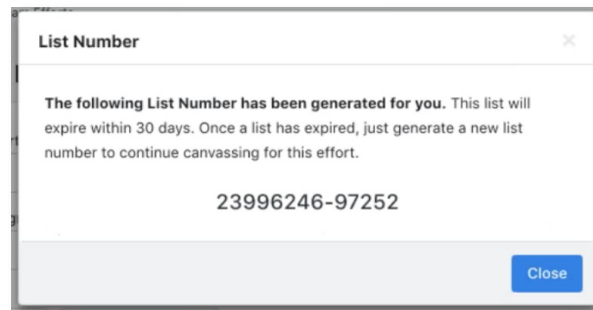 List Number
×
The following List Number has been generated for you. This list will
expire within 30 days. Once a list has expired, just generate a new list
number to continue canvassing for this effort.
23996246-97252
Close